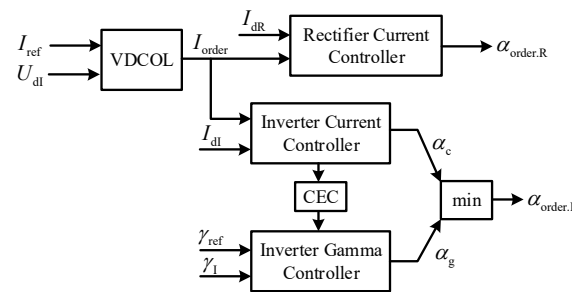 I_ref
U_dI
VDCOL
I_order
I_dR
Rectifier Current
Controller
α_order.R
I_dI
Inverter Current
Controller
α_c
CEC
min
α_order.I
γ_ref
γ_I
Inverter Gamma
Controller
α_g